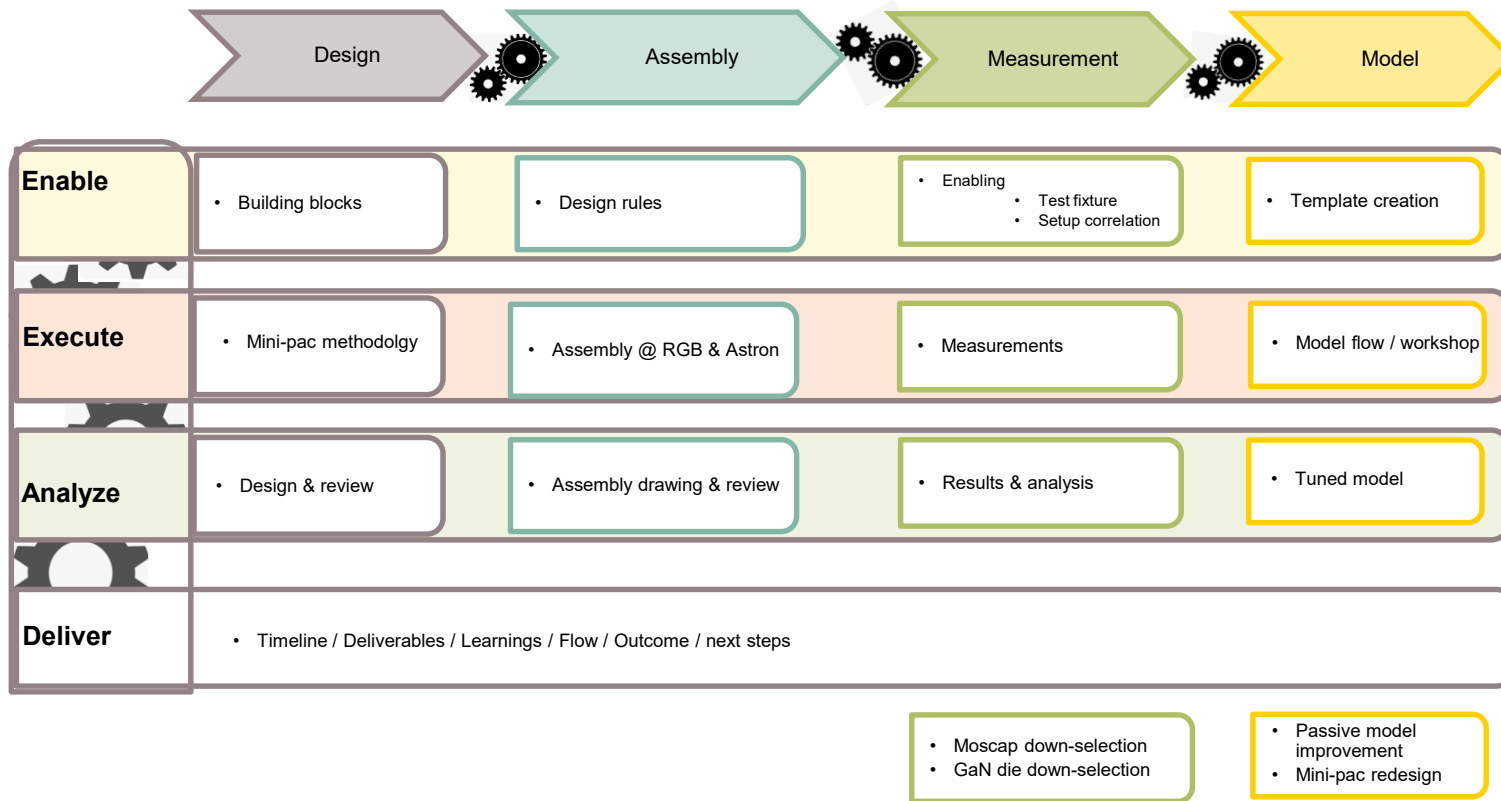 Design
Assembly
Measurement
Model
Enable
• Building blocks
• Design rules
• Enabling
• Test fixture
• Setup correlation
• Template creation
Execute
• Mini-pac methodolgy
• Assembly @ RGB & Astron
• Measurements
• Model flow / workshop
Analyze
• Design & review
• Assembly drawing & review
• Results & analysis
• Tuned model
Deliver
• Timeline / Deliverables / Learnings / Flow / Outcome / next steps
• Moscap down-selection
• GaN die down-selection
• Passive model
improvement
• Mini-pac redesign